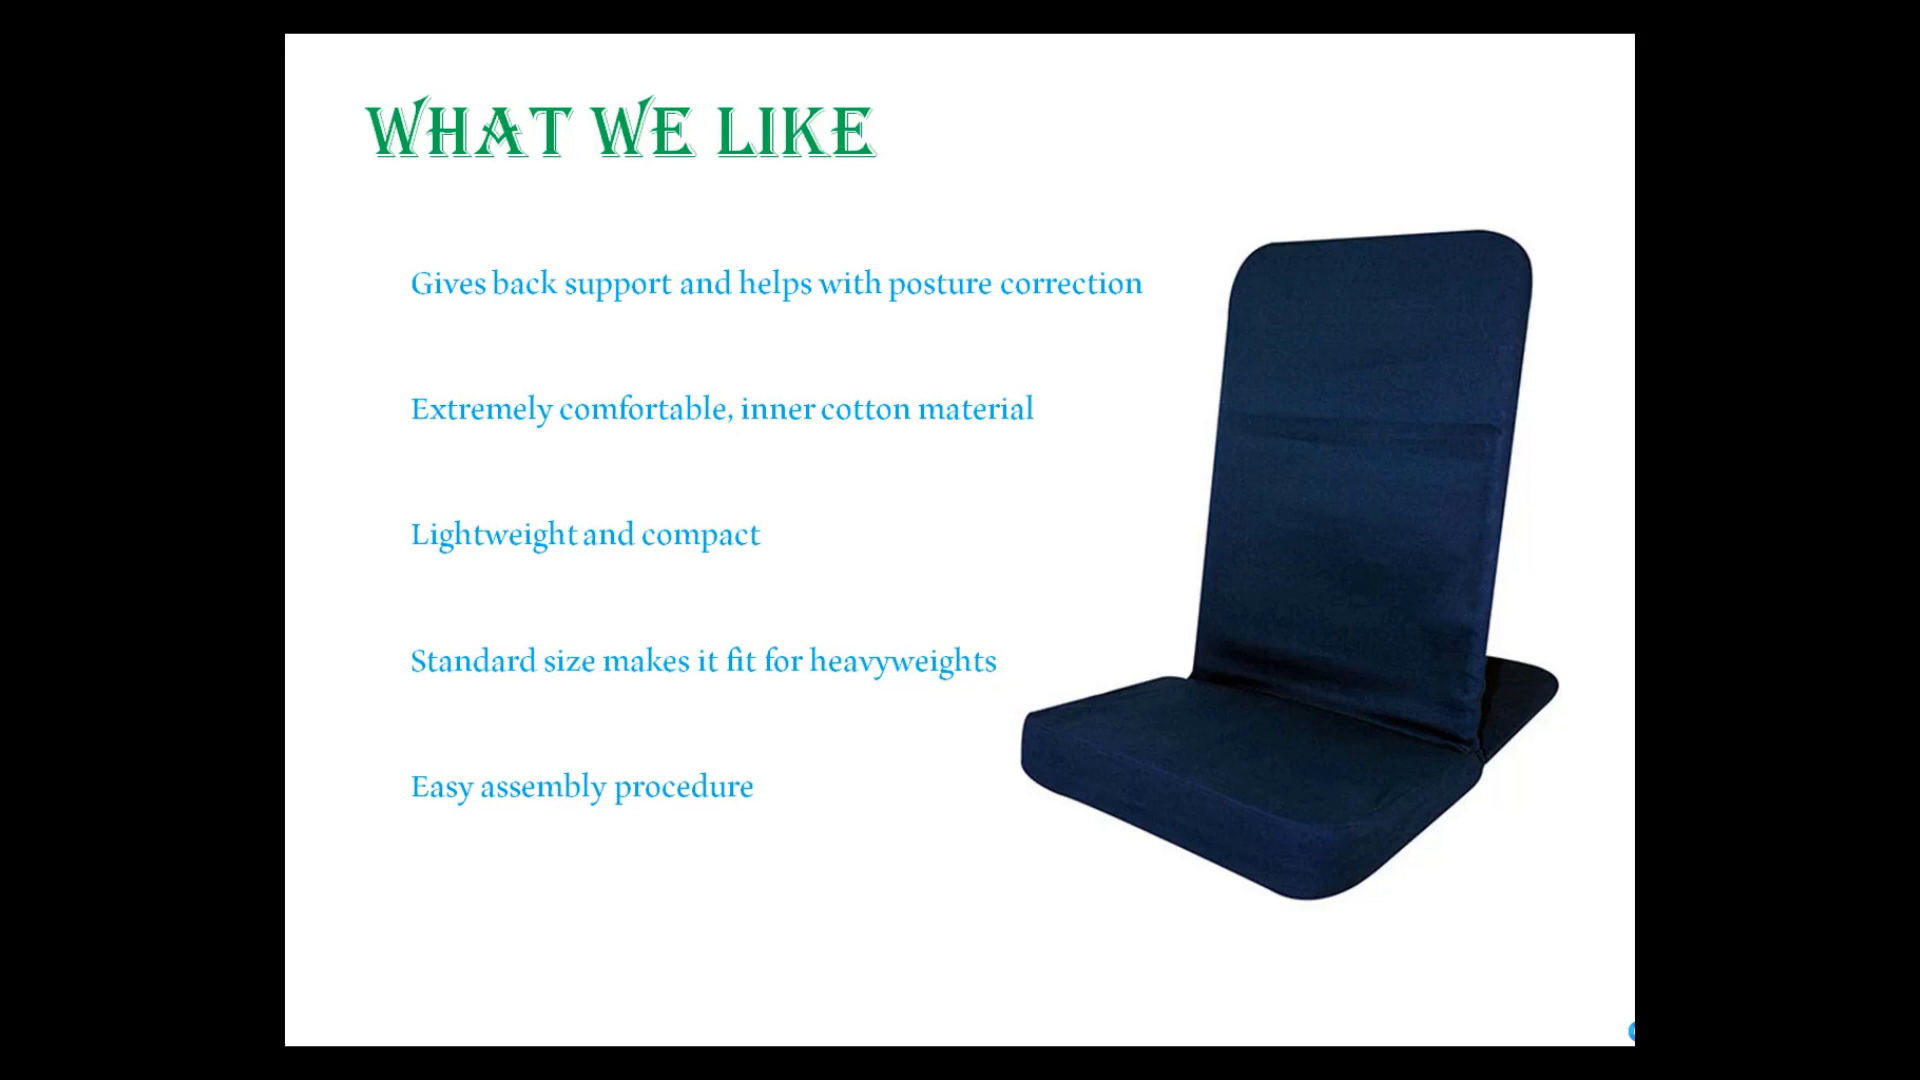 WHAT WE LIKE
Gives back support and helps with posture correction
Extremely comfortable, inner cotton material
Lightweight and compact
Standard size makes it fit for heavyweights
Easy assembly procedure